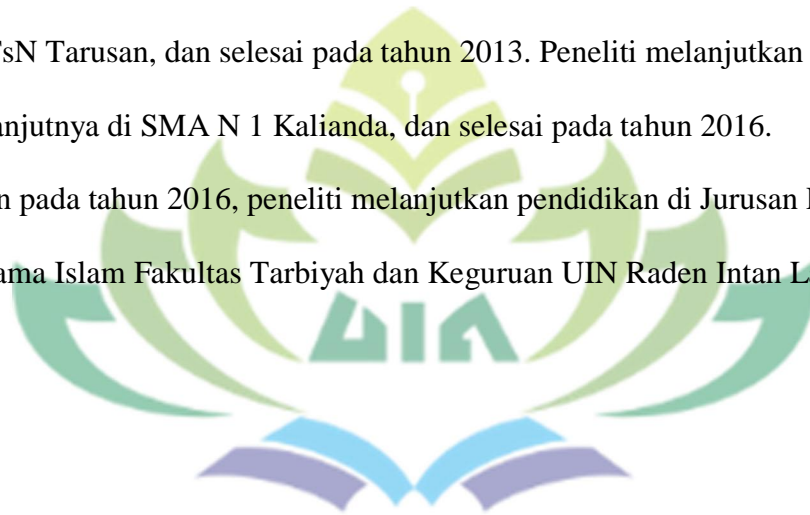 sN Tarusan, dan selesai pada tahun 2013. Peneliti melanjutkan
anjutnya di SMA N 1 Kalianda, dan selesai pada tahun 2016.
n pada tahun 2016, peneliti melanjutkan pendidikan di Jurusan
ama Islam Fakultas Tarbiyah dan Keguruan UIN Raden Intan L
UIN